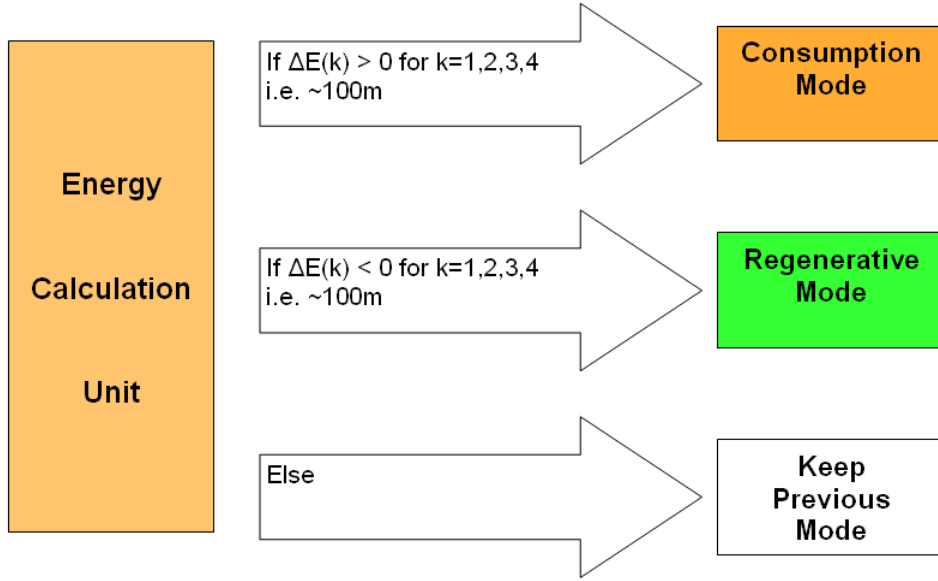 Energy
Calculation
Unit
If ΔE(k) > 0 for k=1,2,3,4
i.e. ~100m
Consumption
Mode
If ΔE(k) < 0 for k=1,2,3,4
i.e. ~100m
Regenerative
Mode
Else
Keep
Previous
Mode